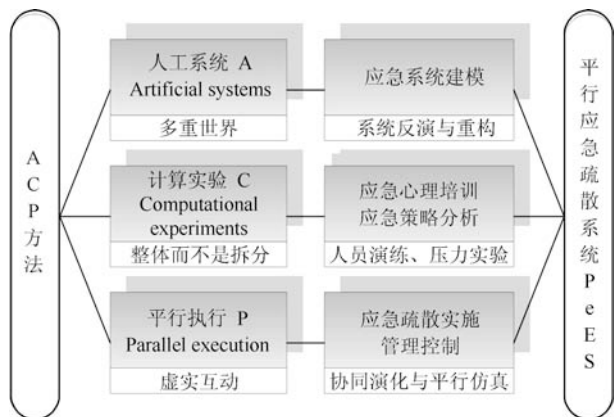 ACP方法
人工系统 A
Artificial systems
多重世界
应急系统建模
系统反演与重构
计算实验 C
Computational
experiments
整体而不是拆分
应急心理培训
应急策略分析
人员演练、压力实验
平行执行 P
Parallel execution
虚实互动
应急疏散实施
管理控制
协同演化与平行仿真
平行应急疏散系统PeES